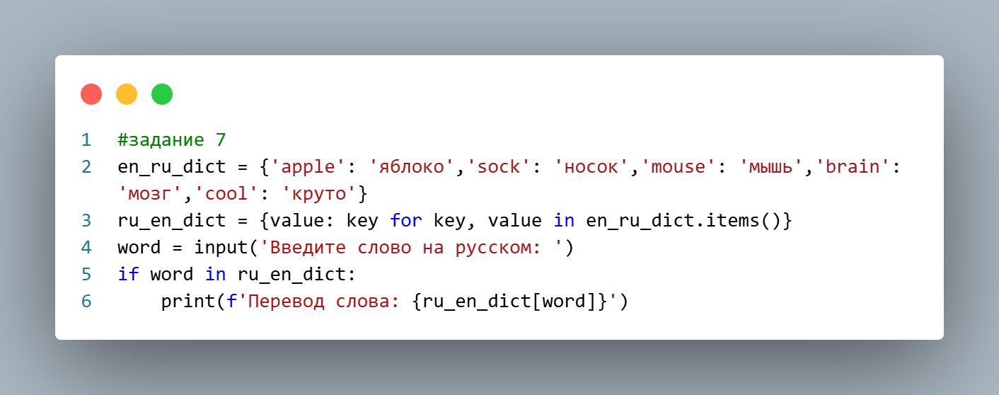 1 #задание 7
2 en_ru_dict = {'apple': 'яблоко','sock': 'носок','mouse': 'мышь','brain':
'мозг','cool': 'круто'}
3 ru_en_dict = {value: key for key, value in en_ru_dict.items()}
4 word = input('Введите слово на русском: ')
5 if word in ru_en_dict:
6     print(f'Перевод слова: {ru_en_dict[word]}')